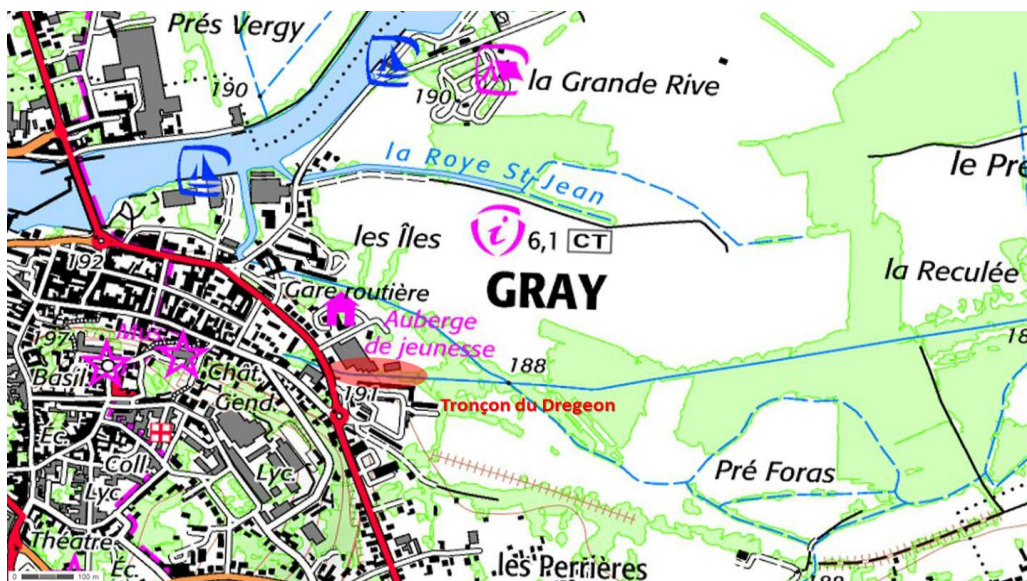 Prés Vergy
190
190
la Grande Rive
la Roye St Jean
le Pré
6,1 CT
les Îles
192
GRAY
la Reculée
Gare routière
Auberge
de jeunesse
197
Mus.
Basil.
Chât.
Gend.
188
191
Tronçon du Dregeon
Éc.
Coll.
Lyc.
Lyc.
Pré Foras
Théâtre
Éc.
les Perrières
188
0 100 m